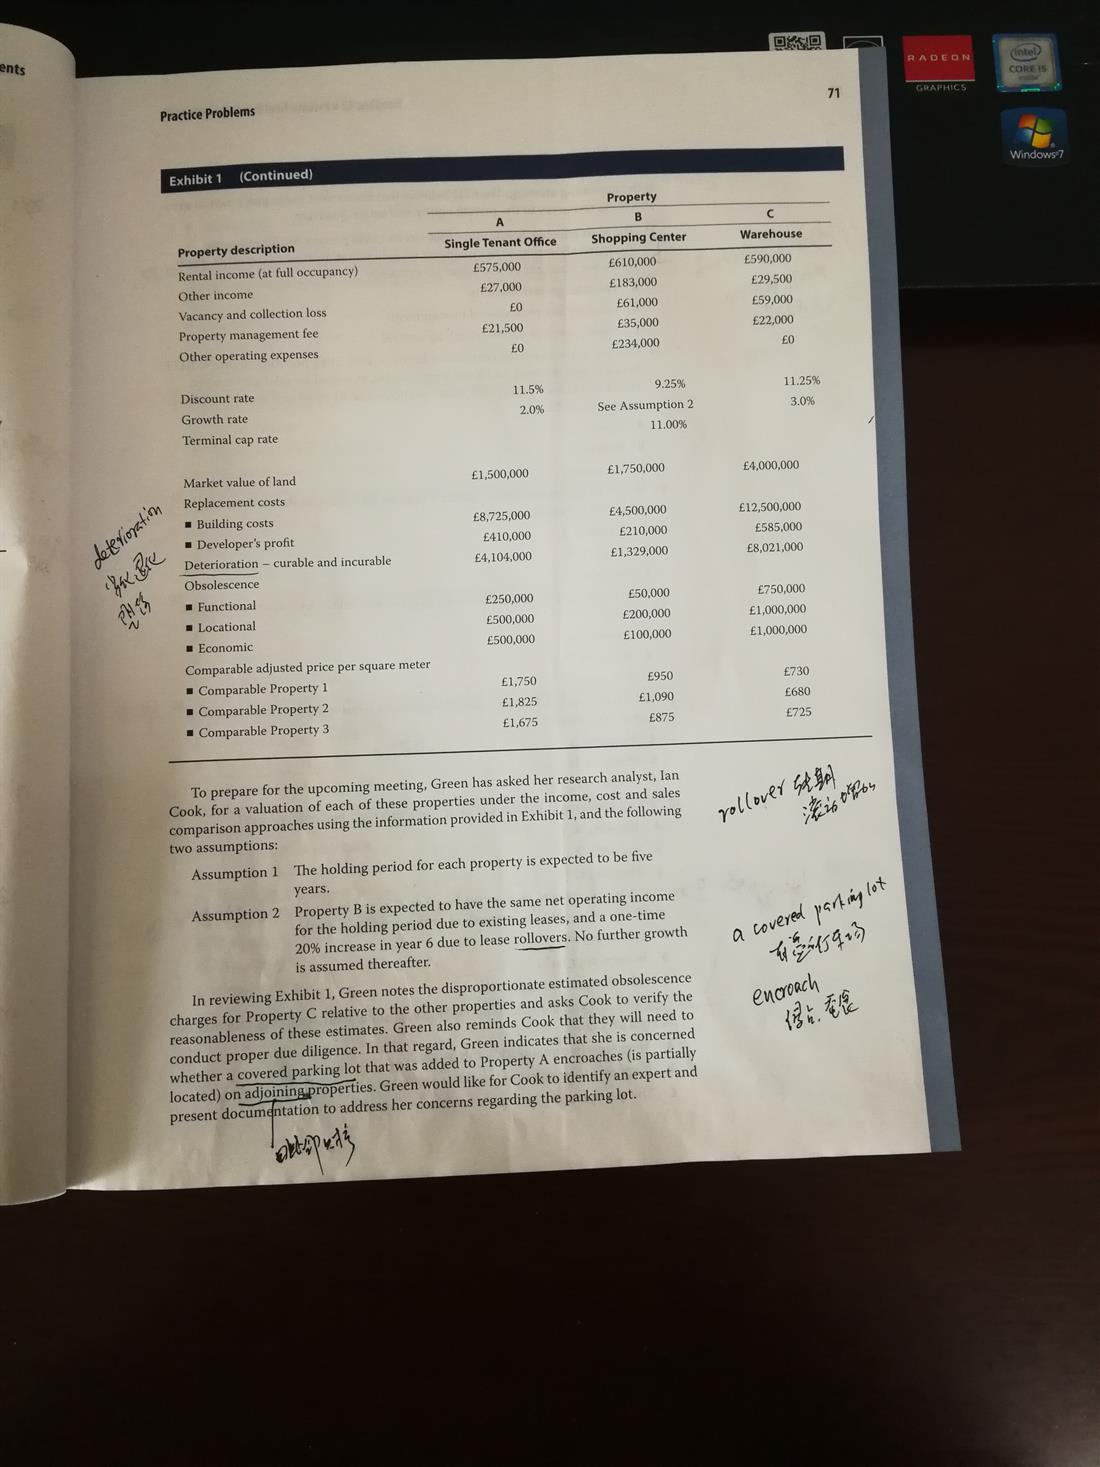 ents
RADEON
GRAPHICS
intel
CORE i5
inside
Windows 7
Practice Problems
71
Exhibit 1 (Continued)
Property
A B C
Property description Single Tenant Office Shopping Center Warehouse
Rental income (at full occupancy) £575,000 £610,000 £590,000
Other income £27,000 £183,000 £29,500
Vacancy and collection loss £0 £61,000 £59,000
Property management fee £21,500 £35,000 £22,000
Other operating expenses £0 £234,000 £0
Discount rate 11.5% 9.25% 11.25%
Growth rate 2.0% See Assumption 2 3.0%
Terminal cap rate 11.00%
Market value of land £1,500,000 £1,750,000 £4,000,000
Replacement costs
■ Building costs £8,725,000 £4,500,000 £12,500,000
■ Developer's profit £410,000 £210,000 £585,000
Deterioration – curable and incurable £4,104,000 £1,329,000 £8,021,000
Obsolescence
■ Functional £250,000 £50,000 £750,000
■ Locational £500,000 £200,000 £1,000,000
■ Economic £500,000 £100,000 £1,000,000
Comparable adjusted price per square meter
■ Comparable Property 1 £1,750 £950 £730
■ Comparable Property 2 £1,825 £1,090 £680
■ Comparable Property 3 £1,675 £875 £725
deterioration
To prepare for the upcoming meeting, Green has asked her research analyst, Ian
Cook, for a valuation of each of these properties under the income, cost and sales
comparison approaches using the information provided in Exhibit 1, and the following
two assumptions:
rollover
Assumption 1 The holding period for each property is expected to be five
years.
Assumption 2 Property B is expected to have the same net operating income
for the holding period due to existing leases, and a one-time
20% increase in year 6 due to lease rollovers. No further growth
is assumed thereafter.
a covered parking lot
In reviewing Exhibit 1, Green notes the disproportionate estimated obsolescence
charges for Property C relative to the other properties and asks Cook to verify the
reasonableness of these estimates. Green also reminds Cook that they will need to
conduct proper due diligence. In that regard, Green indicates that she is concerned
whether a covered parking lot that was added to Property A encroaches (is partially
located) on adjoining properties. Green would like for Cook to identify an expert and
present documentation to address her concerns regarding the parking lot.
encroach